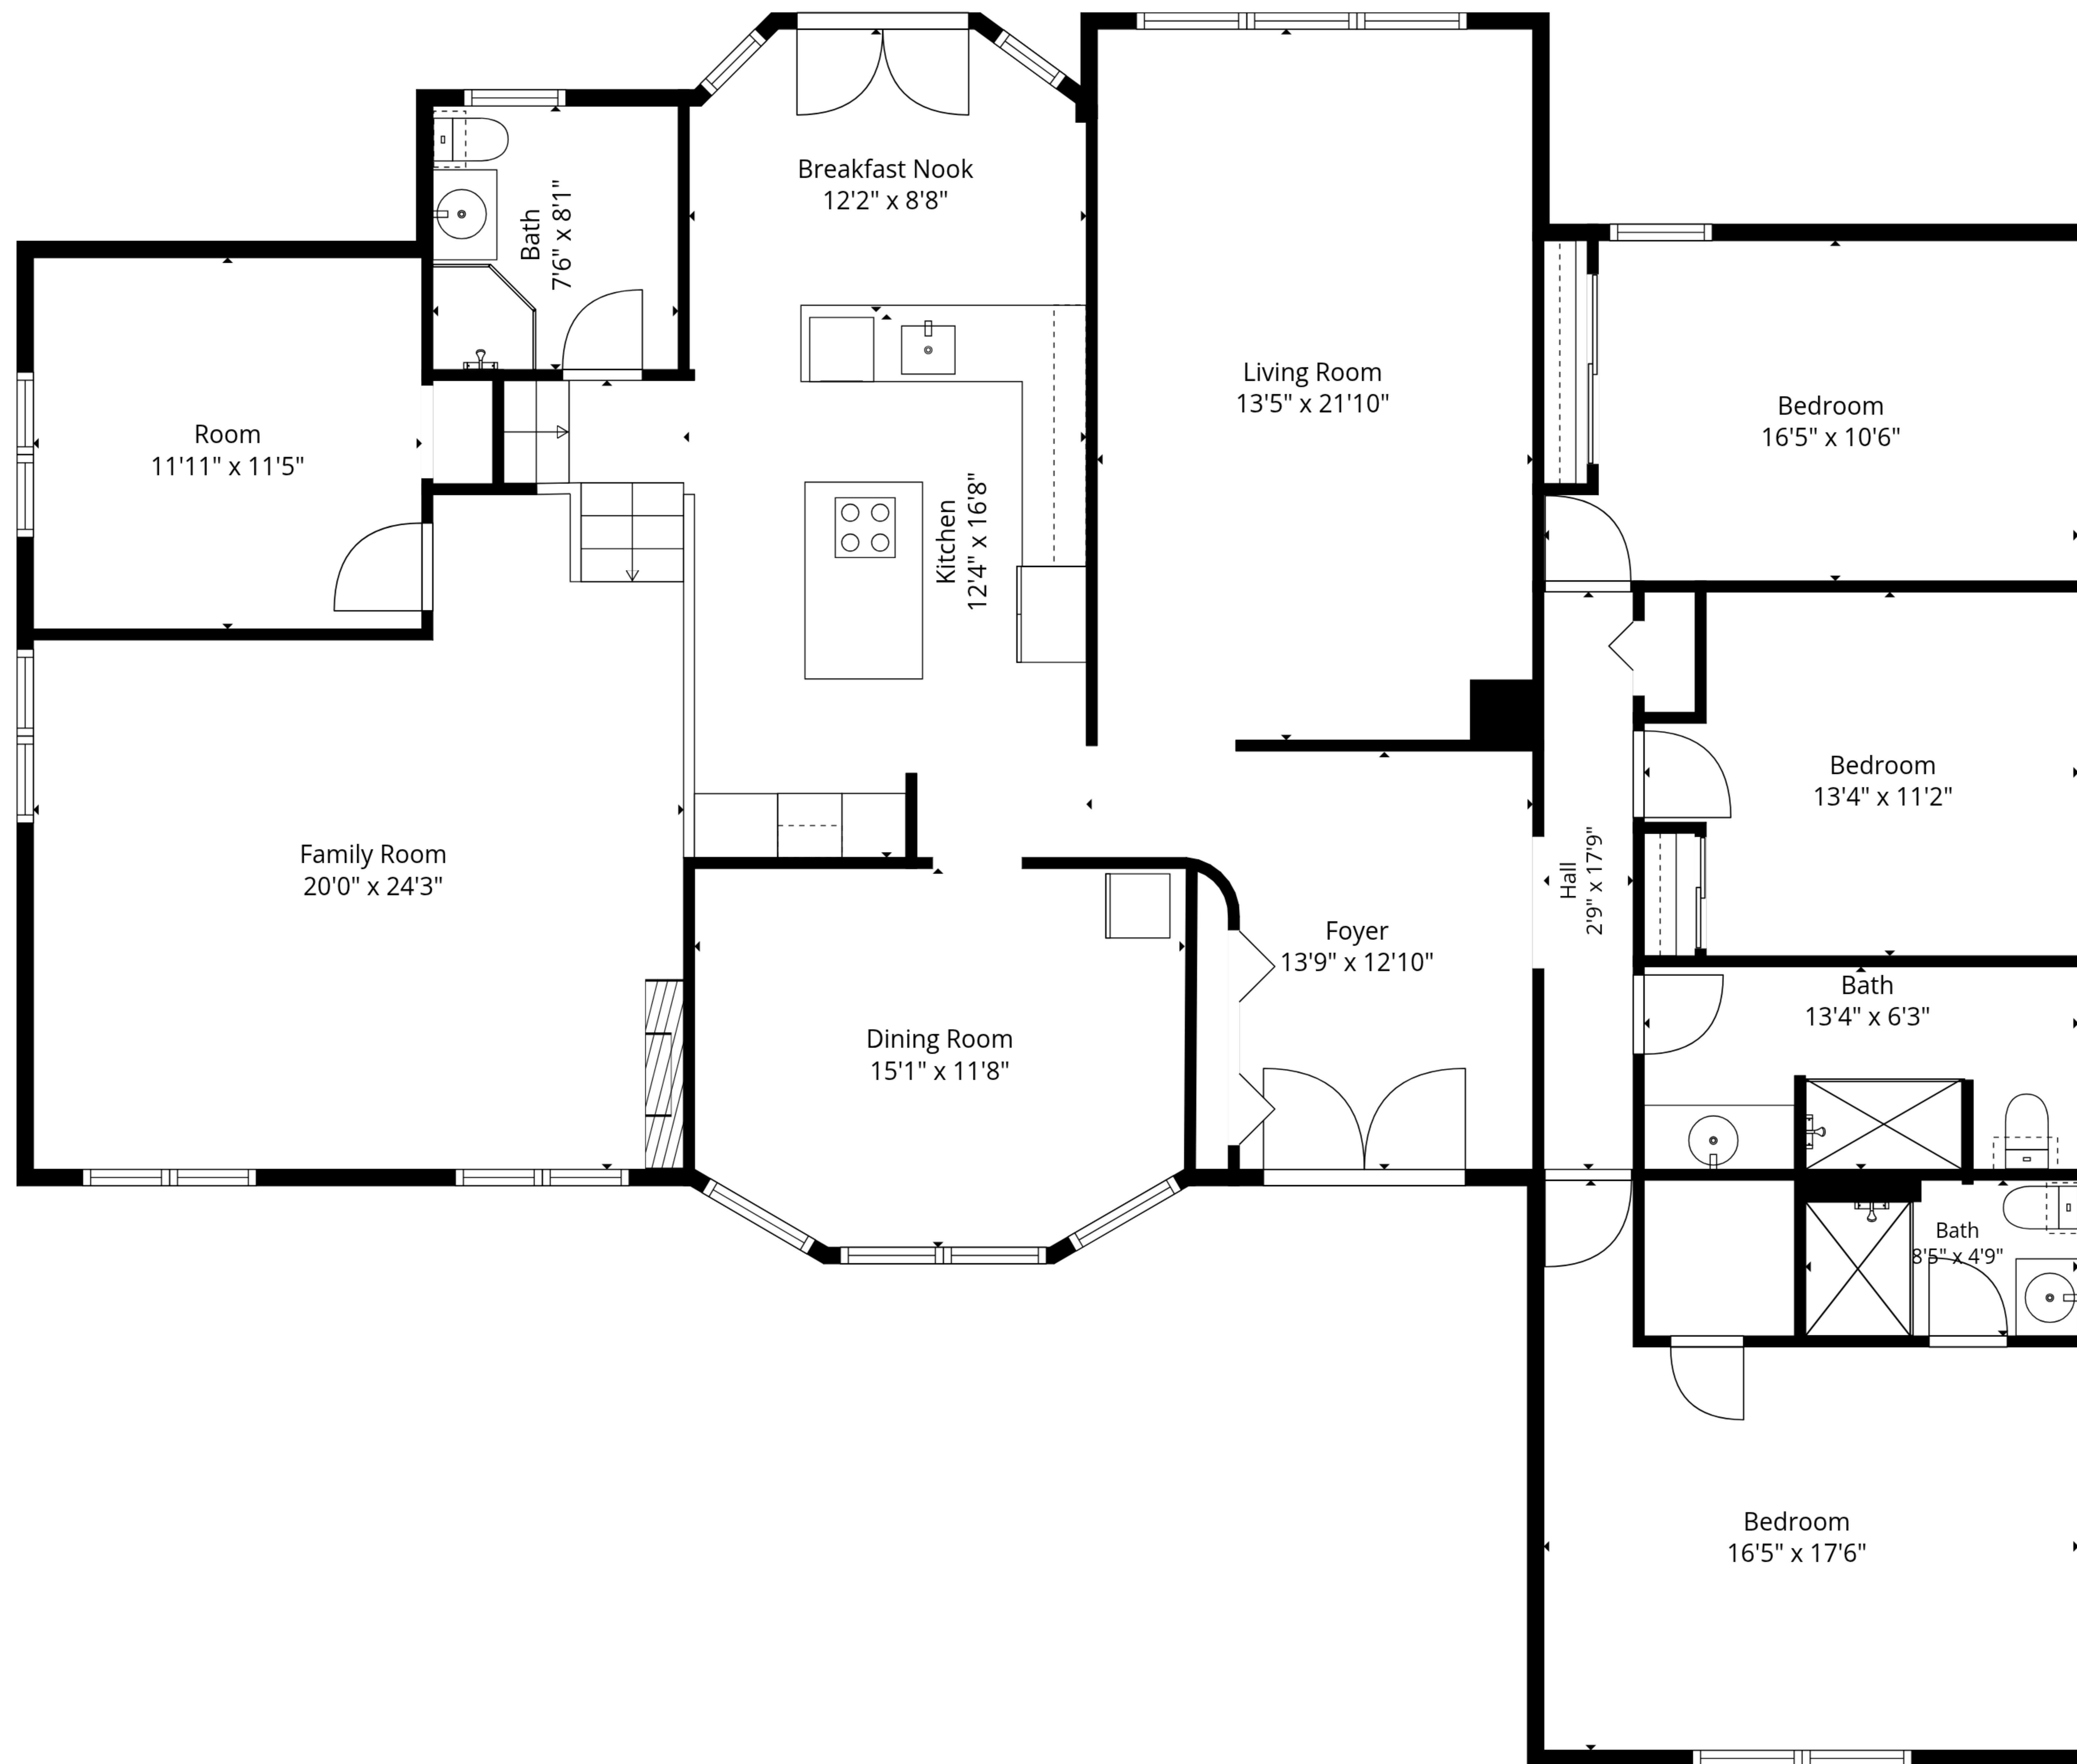 Breakfast Nook
12'2" x 8'8"
Bath
7'6" x 8'1"
Living Room
13'5" x 21'10"
Bedroom
16'5" x 10'6"
Room
11'11" x 11'5"
Kitchen
12'4" x 16'8"
Bedroom
13'4" x 11'2"
Family Room
20'0" x 24'3"
Hall
2'9" x 17'9"
Foyer
13'9" x 12'10"
Bath
13'4" x 6'3"
Dining Room
15'1" x 11'8"
Bath
8'5" x 4'9"
Bedroom
16'5" x 17'6"